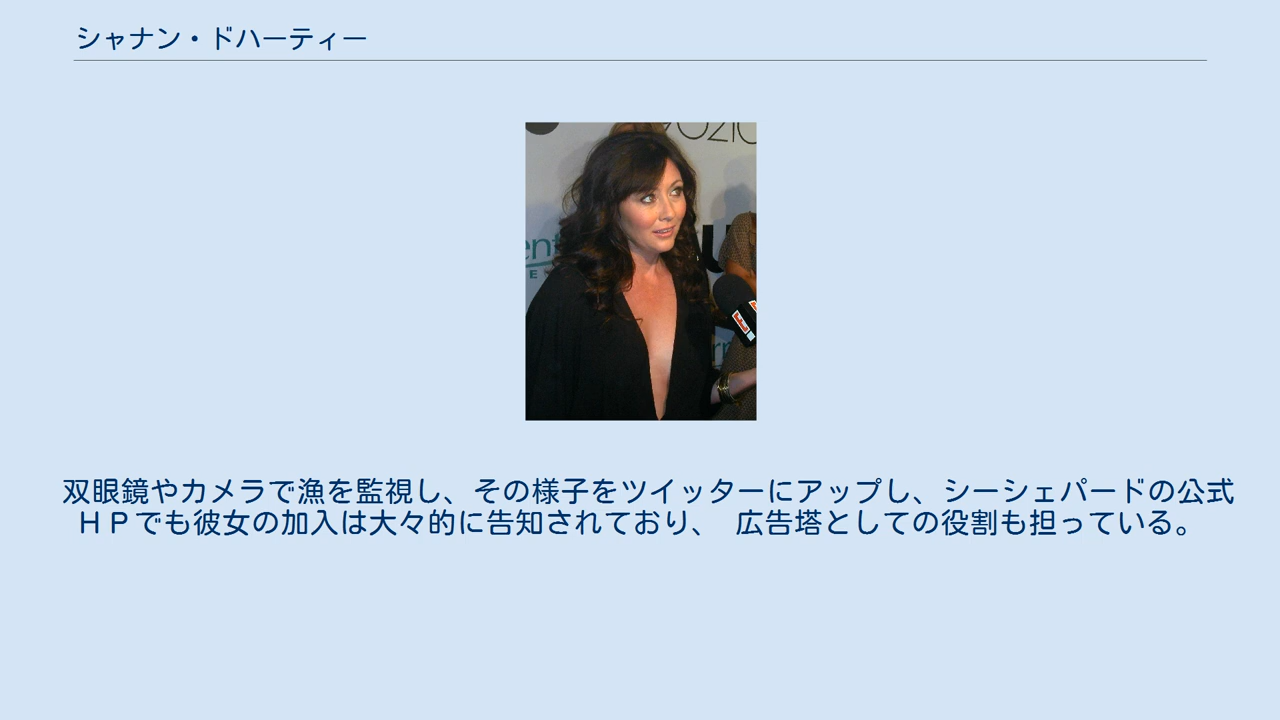 シャナン・ドハーティー
双眼鏡やカメラで漁を監視し、その様子をツイッターにアップし、シーシェパードの公式
ＨＰでも彼女の加入は大々的に告知されており、　広告塔としての役割も担っている。